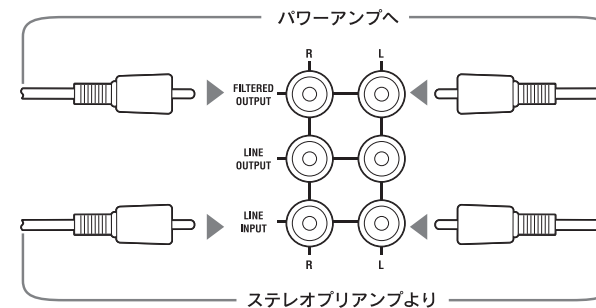 パワーアンプへ
R L
FILTERED
OUTPUT
LINE
OUTPUT
LINE
INPUT
R L
ステレオプリアンプより